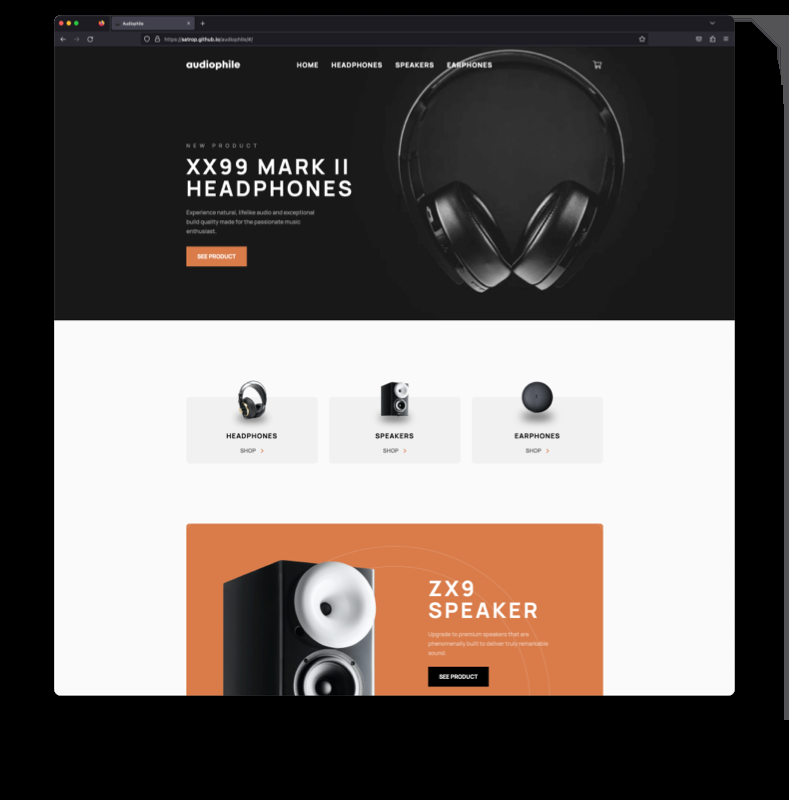 Audiophile
https://satrop.github.io/audiophile/#/
audiophile HOME HEADPHONES SPEAKERS EARPHONES
NEW PRODUCT
XX99 MARK II
HEADPHONES
Experience natural, lifelike audio and exceptional
build quality made for the passionate music
enthusiast.
SEE PRODUCT
HEADPHONES
SHOP
SPEAKERS
SHOP
EARPHONES
SHOP
ZX9
SPEAKER
Upgrade to premium speakers that are
phenomenally built to deliver truly remarkable
sound.
SEE PRODUCT